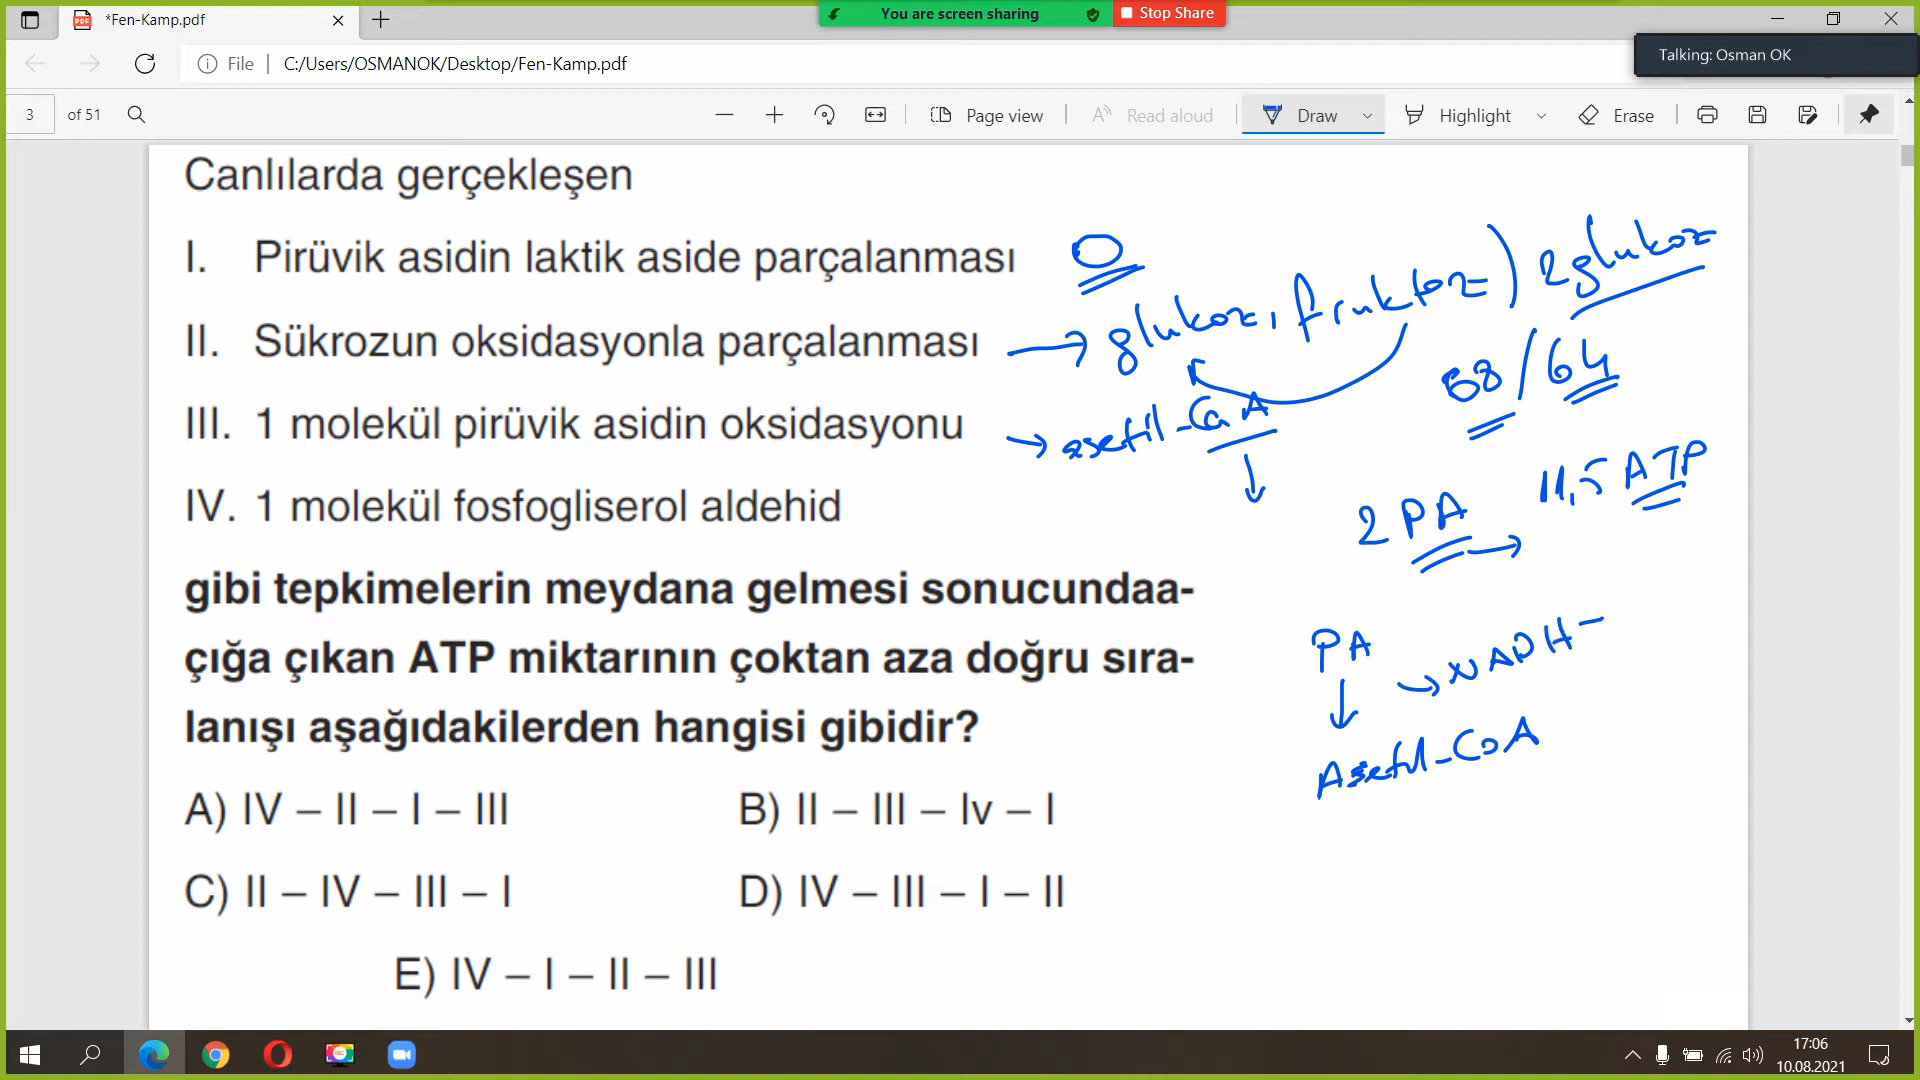 *Fen-Kamp.pdf
You are screen sharing
Stop Share
Talking: Osman OK
File
C:/Users/OSMANOK/Desktop/Fen-Kamp.pdf
3 of 51
Page view
Read aloud
Draw
Highlight
Erase
Canlılarda gerçekleşen
I. Pirüvik asidin laktik aside parçalanması
O
II. Sükrozun oksidasyonla parçalanması
→ glukoz, fruktoz) 2 glukoz
58/64
III. 1 molekül pirüvik asidin oksidasyonu
→ asetil-CoA
IV. 1 molekül fosfogliserol aldehid
2 PA → 11,5 ATP
gibi tepkimelerin meydana gelmesi sonucundaa-
çığa çıkan ATP miktarının çoktan aza doğru sıra-
lanışı aşağıdakilerden hangisi gibidir?
PA
→ NADH
Asetil-CoA
A) IV – II – I – III
B) II – III – Iv – I
C) II – IV – III – I
D) IV – III – I – II
E) IV – I – II – III
17:06
10.08.2021